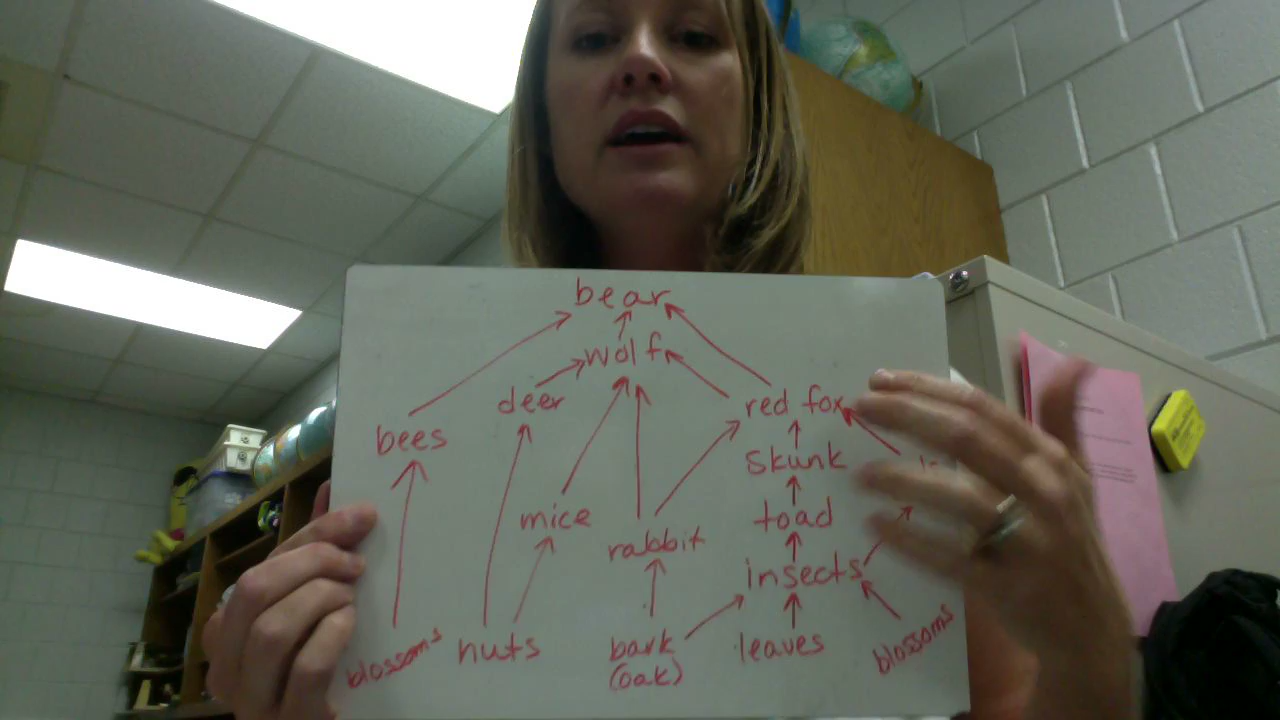 bear
wolf
deer
red fox
bees
skunk
mice
toad
rabbit
insects
blossoms
nuts
bark
(oak)
leaves
blossoms